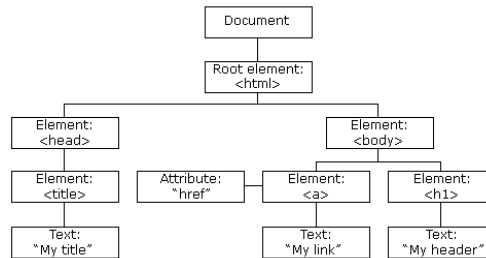 Document
Root element:
<html>
Element:
<head>
Element:
<body>
Element:
<title>
Attribute:
“href”
Element:
<a>
Element:
<h1>
Text:
“My title”
Text:
“My link”
Text:
“My header”